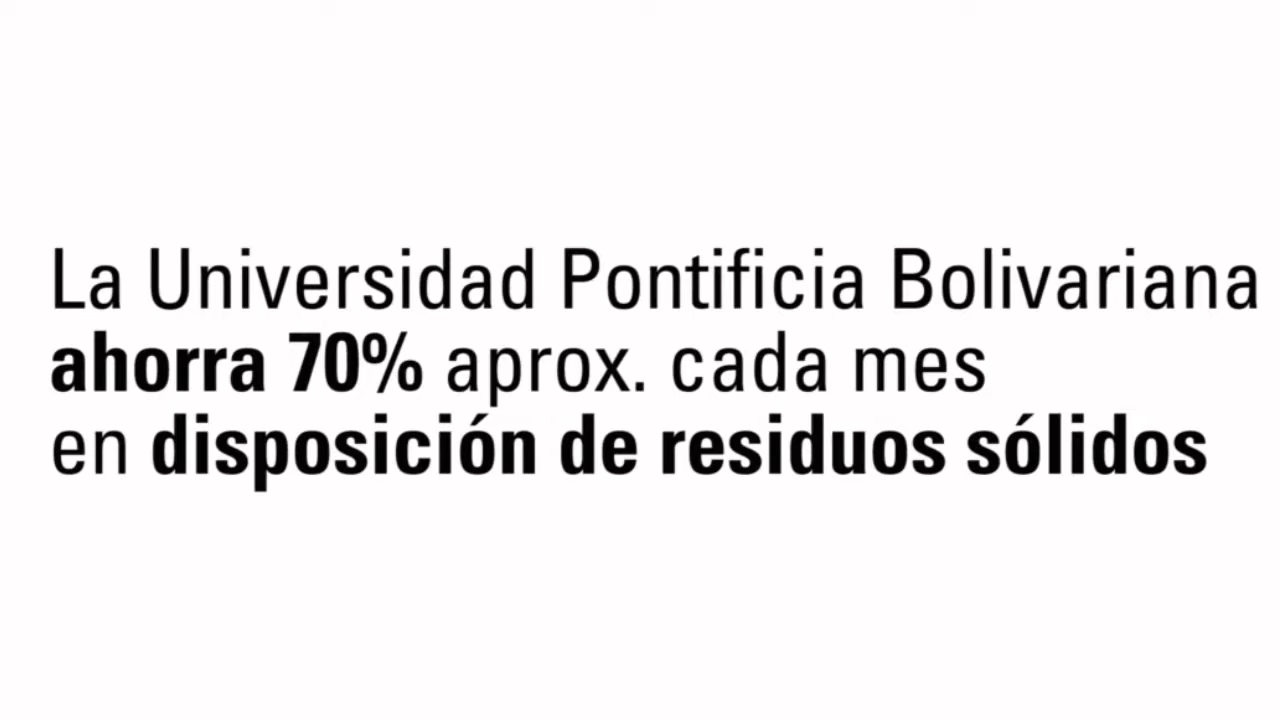 La Universidad Pontificia Bolivariana
ahorra 70% aprox. cada mes
en disposición de residuos sólidos